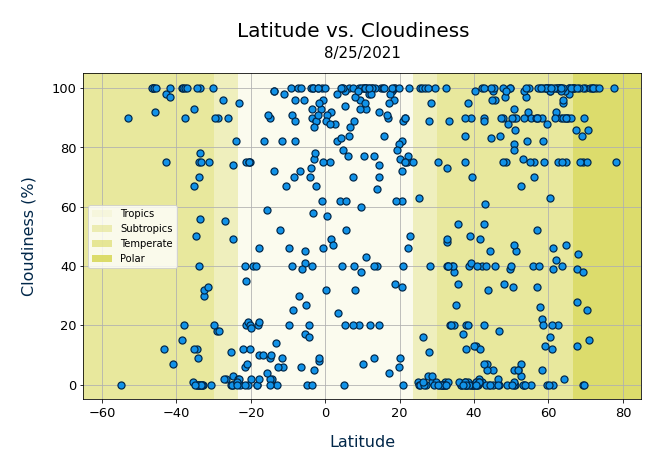 Latitude vs. Cloudiness
8/25/2021
100
80
60
40
20
0
Cloudiness (%)
Tropics
Subtropics
Temperate
Polar
−60 −40 −20 0 20 40 60 80
Latitude